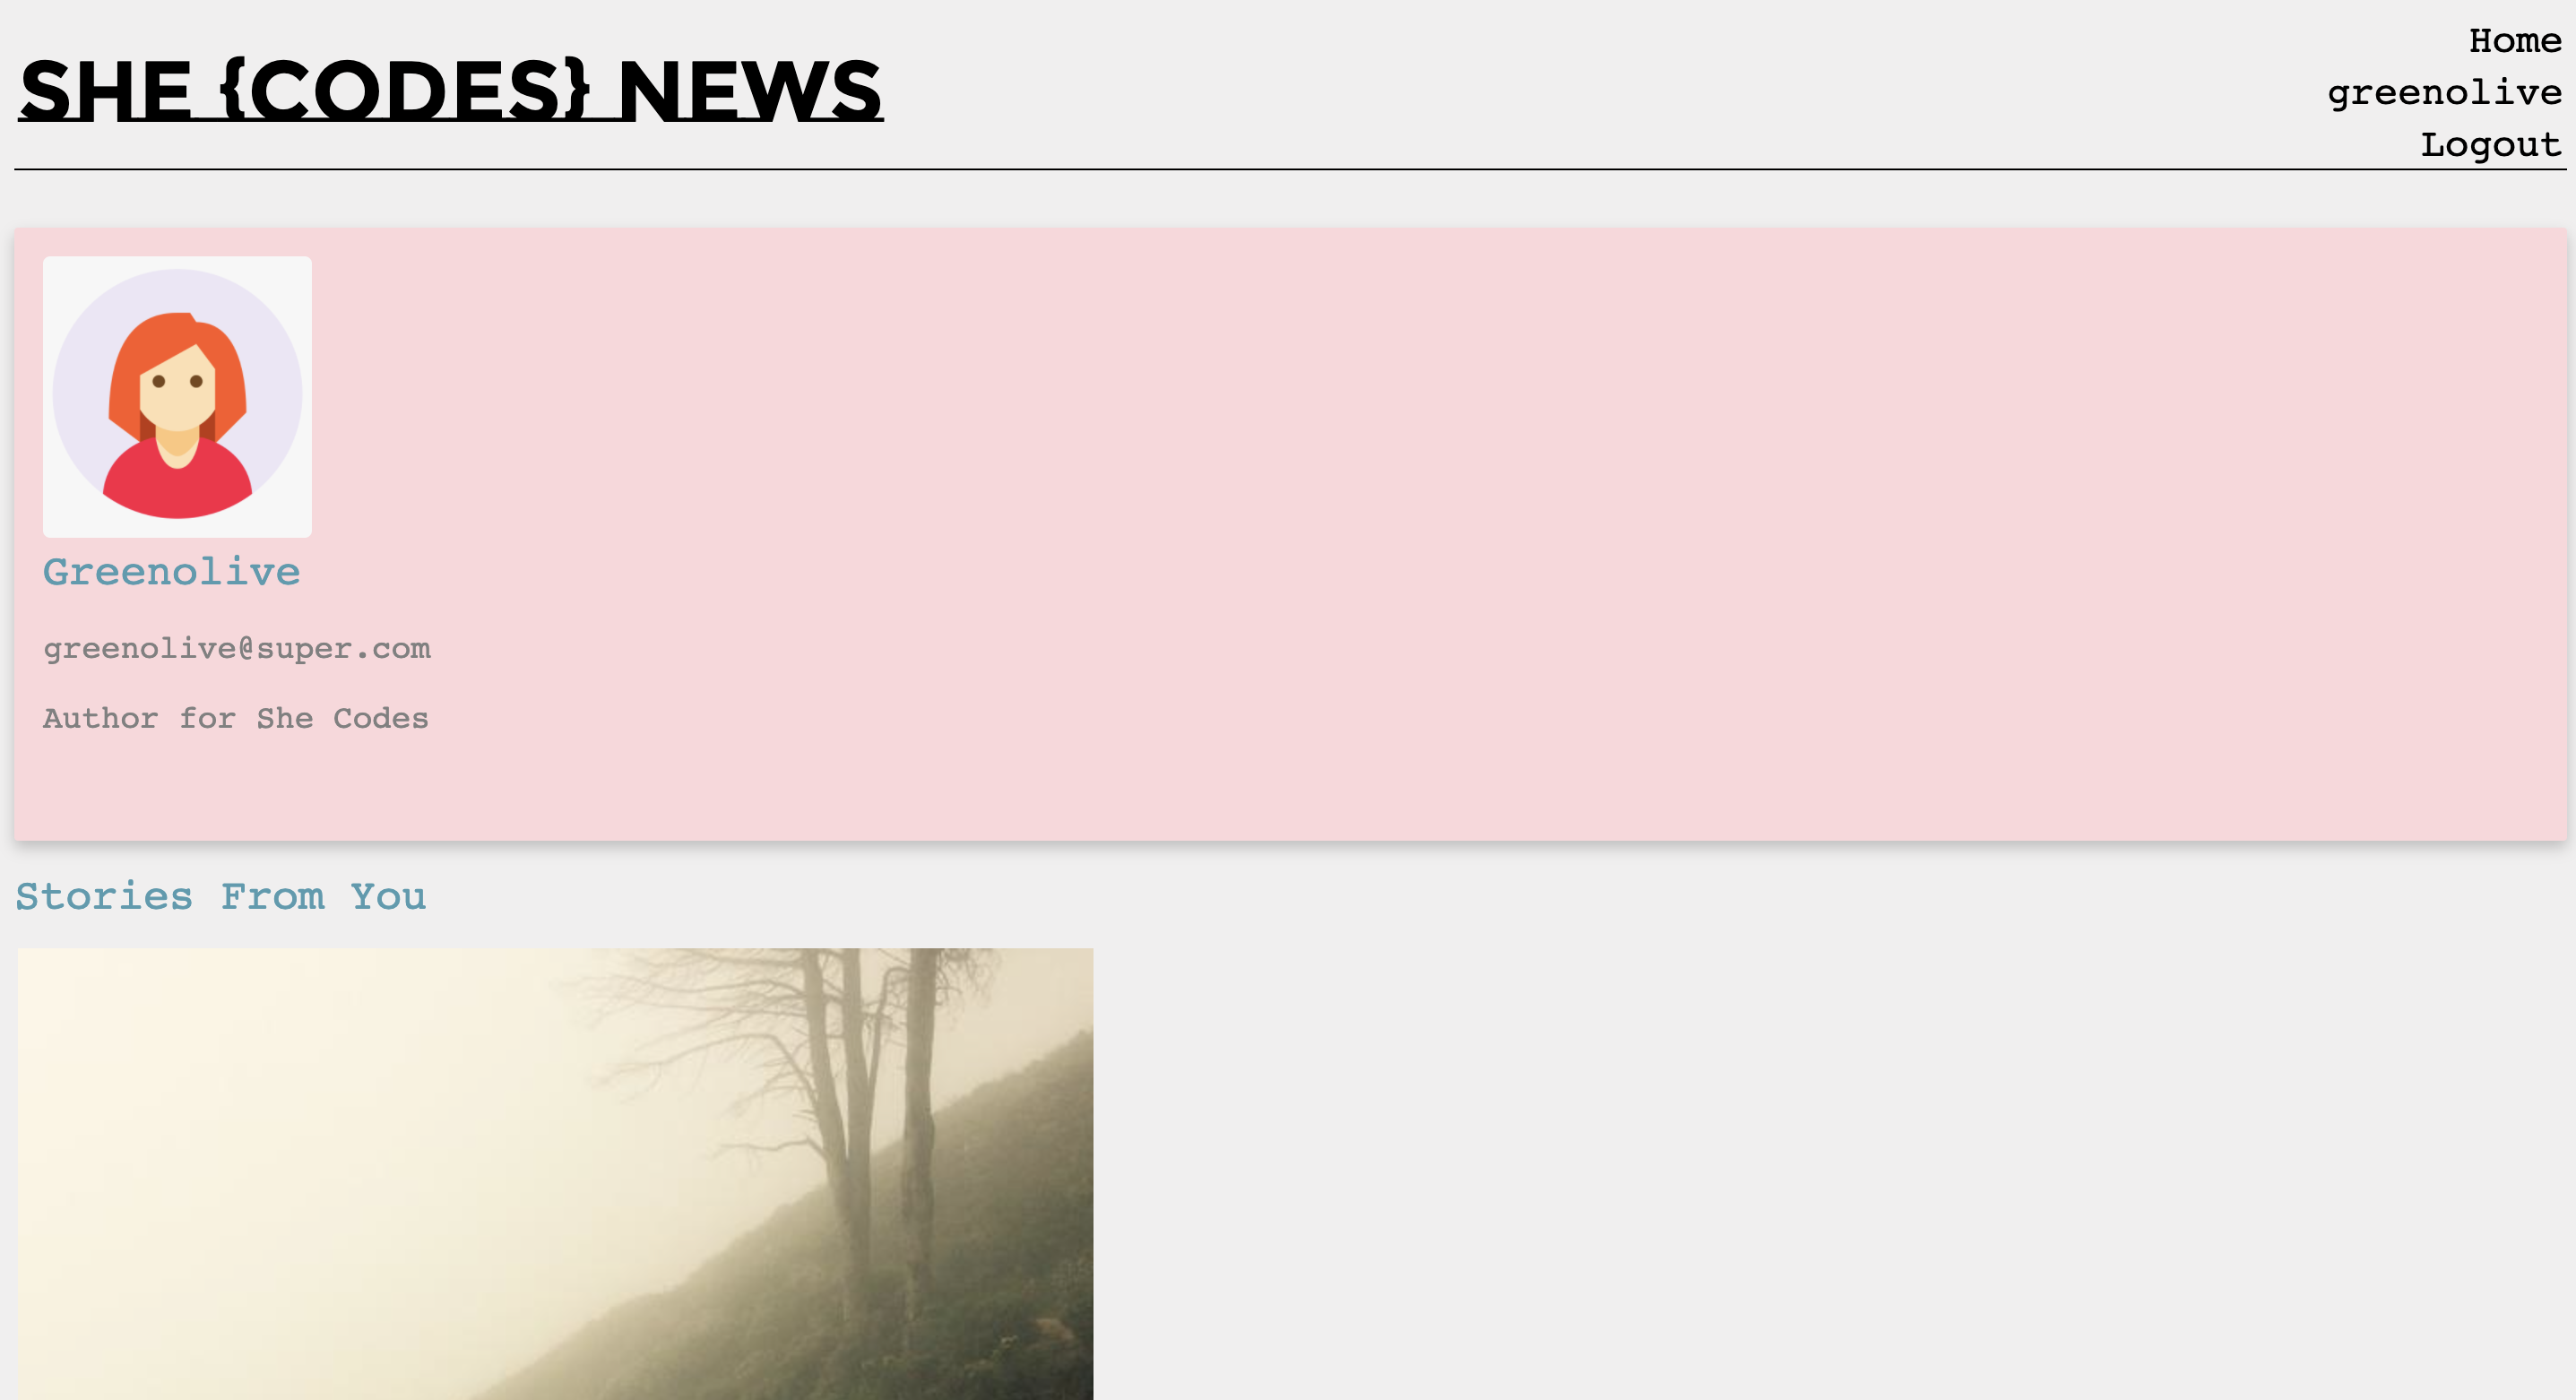 SHE {CODES} NEWS
Home
greenolive
Logout
Greenolive
greenolive@super.com
Author for She Codes
Stories From You